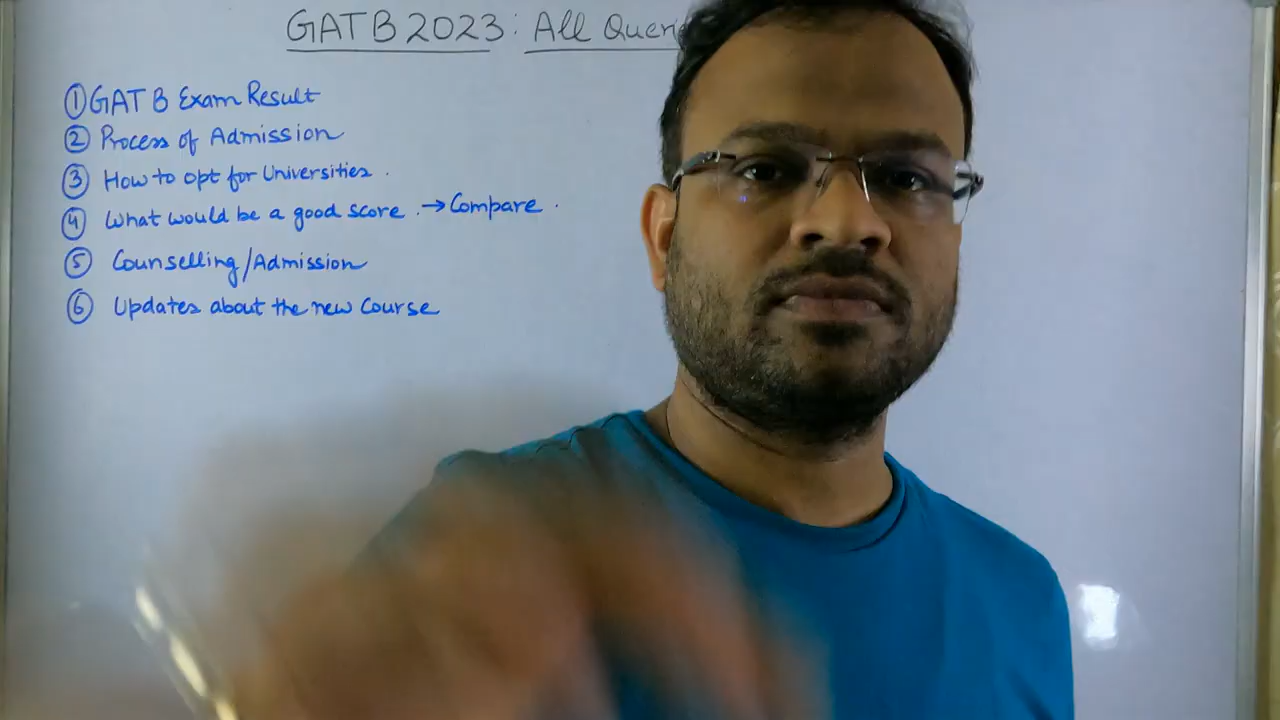 GAT B 2023 : All
① GAT B Exam Result
② Process of Admission
③ How to opt for Universities.
④ What would be a good score. → Compare.
⑤ Counselling/Admission
⑥ Updates about the new course